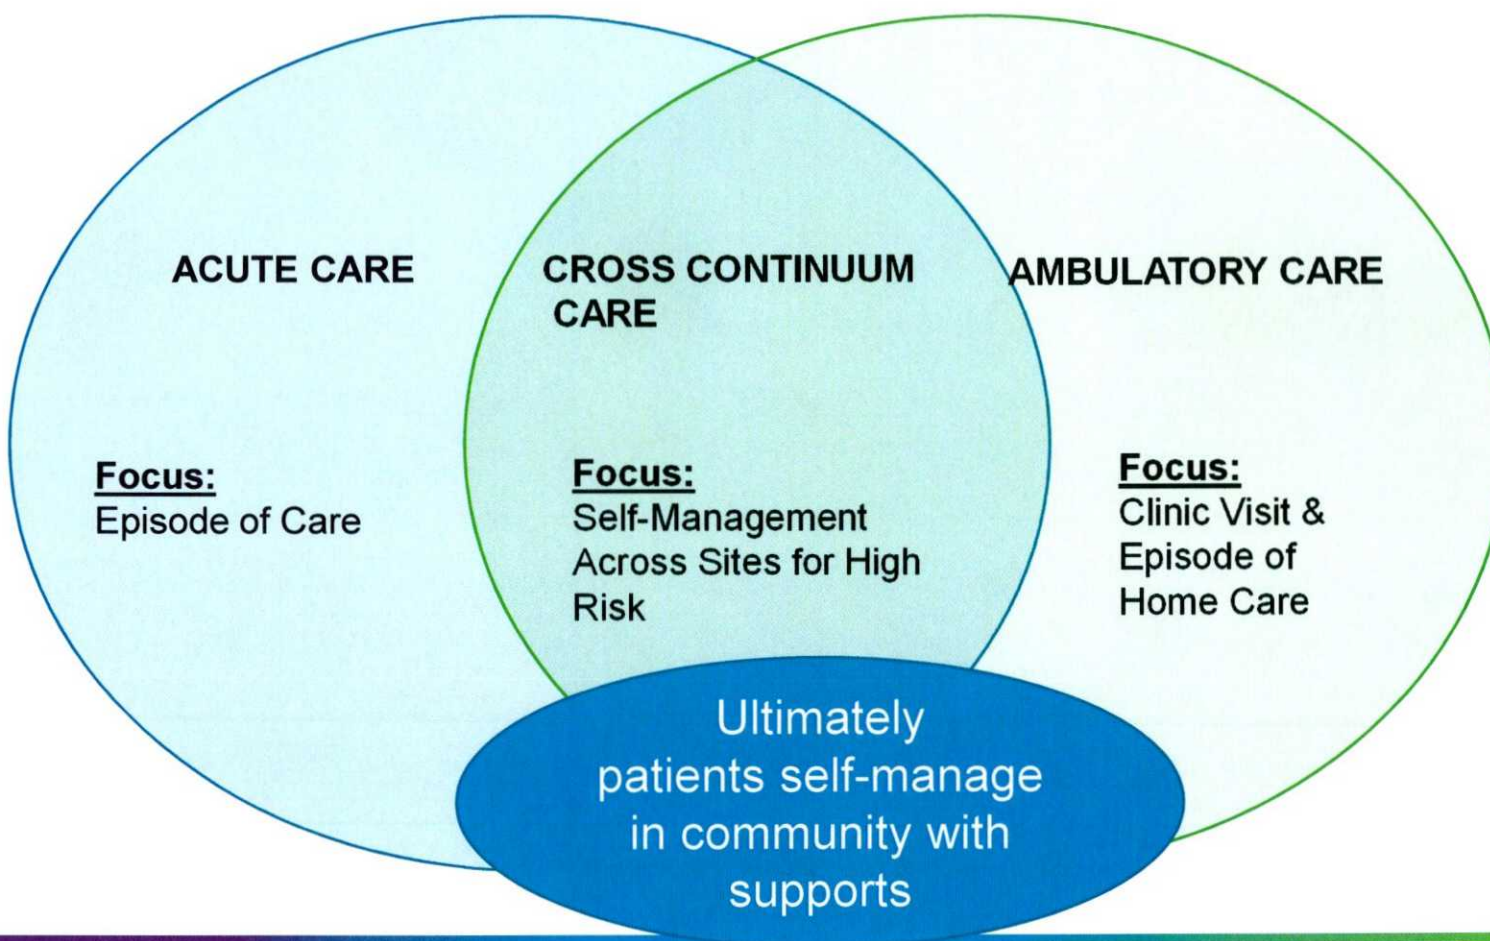 ACUTE CARE
Focus:
Episode of Care
CROSS CONTINUUM
CARE
Focus:
Self-Management
Across Sites for High
Risk
AMBULATORY CARE
Focus:
Clinic Visit &
Episode of
Home Care
Ultimately
patients self-manage
in community with
supports